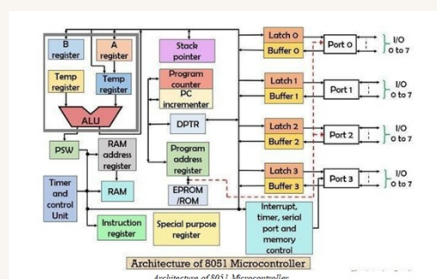 B register
A register
Temp register
Temp register
ALU
PSW
RAM address register
RAM
Timer and control Unit
Instruction register
Stack pointer
Program counter
PC incrementer
DPTR
Program address register
EPROM /ROM
Special purpose register
Latch 0
Buffer 0
Port 0
I/O
0 to 7
Latch 1
Buffer 1
Port 1
I/O
0 to 7
Latch 2
Buffer 2
Port 2
I/O
0 to 7
Latch 3
Buffer 3
Port 3
I/O
0 to 7
Interrupt, timer, serial port and memory control
Architecture of 8051 Microcontroller
Architecture of 8051 Microcontroller